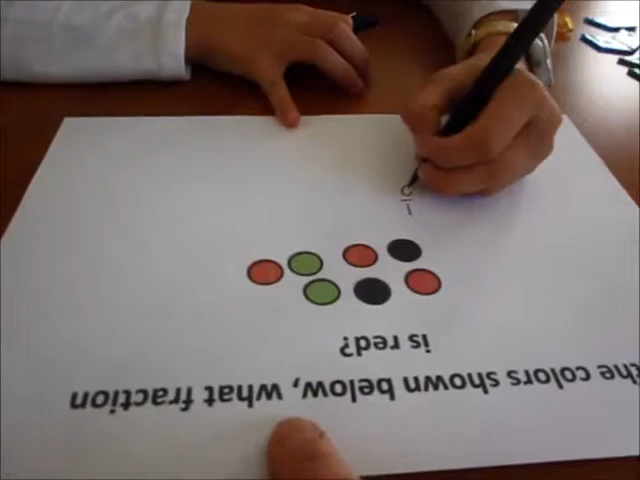 the colors shown below, what fraction
is red?